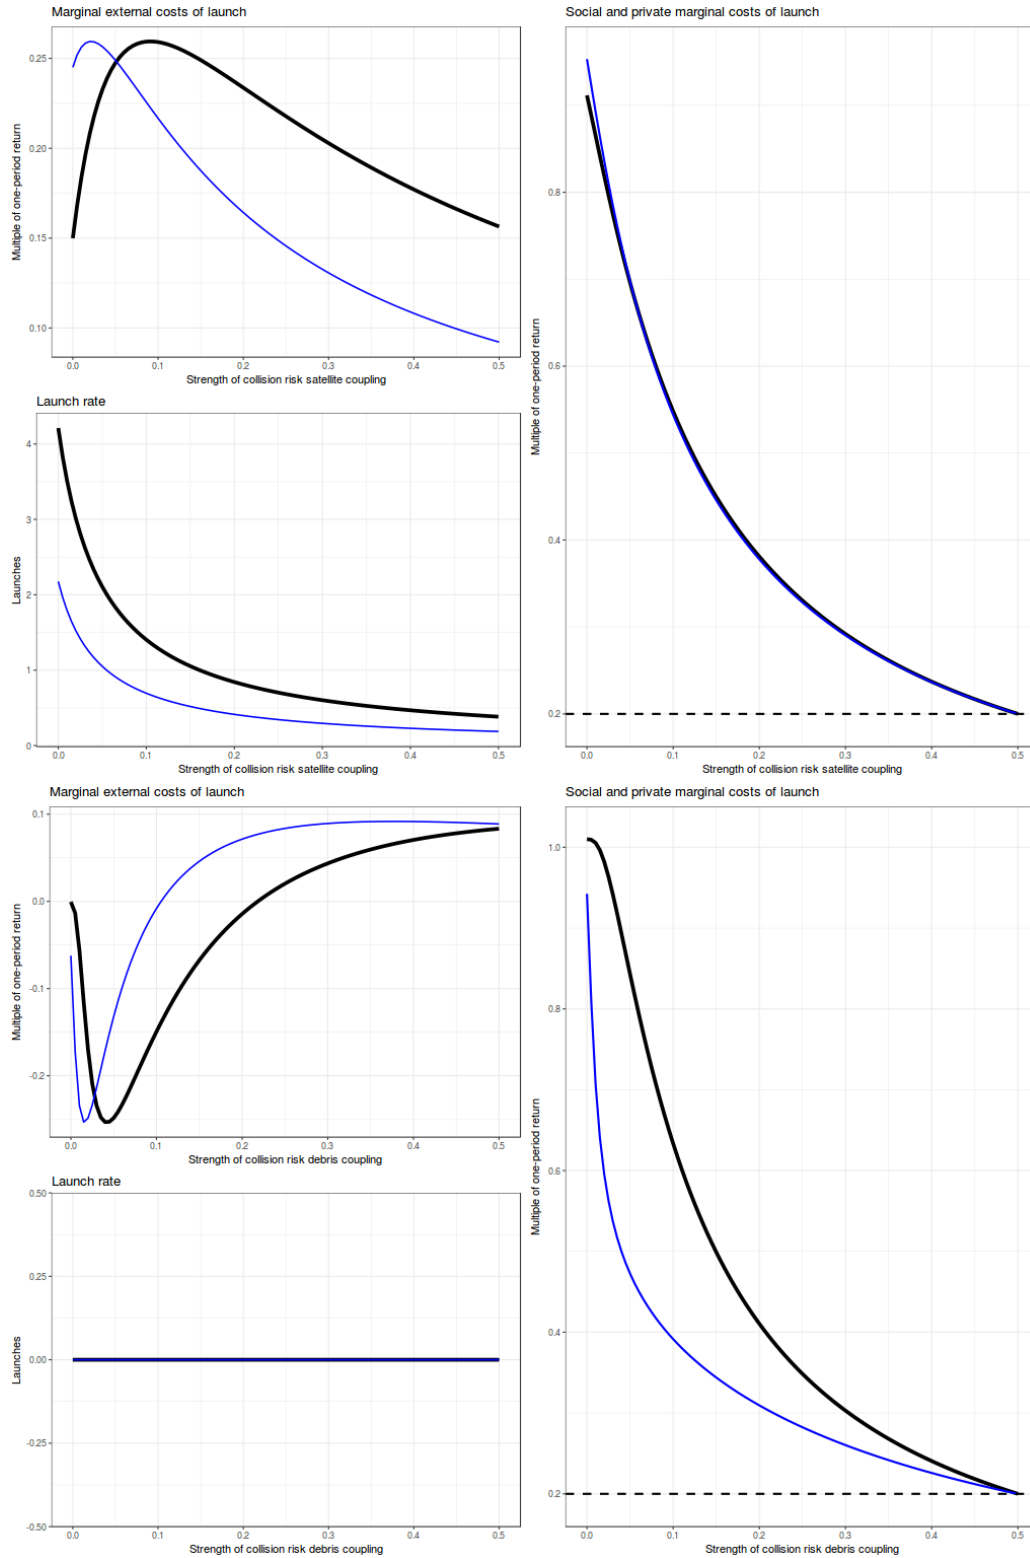 Marginal external costs of launch
Multiple of one-period return
0.25
0.20
0.15
0.10
0.0 0.1 0.2 0.3 0.4 0.5
Strength of collision risk satellite coupling
Launch rate
Launches
4
3
2
1
0
0.0 0.1 0.2 0.3 0.4 0.5
Strength of collision risk satellite coupling
Social and private marginal costs of launch
Multiple of one-period return
0.8
0.6
0.4
0.2
0.0 0.1 0.2 0.3 0.4 0.5
Strength of collision risk satellite coupling
Marginal external costs of launch
Multiple of one-period return
0.1
0.0
-0.1
-0.2
0.0 0.1 0.2 0.3 0.4 0.5
Strength of collision risk debris coupling
Launch rate
Launches
0.50
0.25
0.00
-0.25
-0.50
0.0 0.1 0.2 0.3 0.4 0.5
Strength of collision risk debris coupling
Social and private marginal costs of launch
Multiple of one-period return
1.0
0.8
0.6
0.4
0.2
0.0 0.1 0.2 0.3 0.4 0.5
Strength of collision risk debris coupling